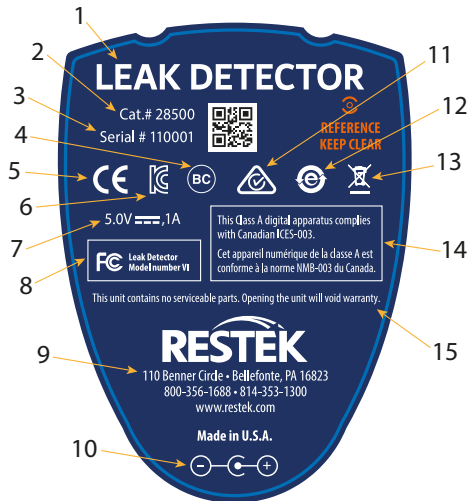 1
2
3
4
5
6
7
8
9
10
11
12
13
14
15
LEAK DETECTOR
Cat.# 28500
Serial # 110001
REFERENCE
KEEP CLEAR
CE
BC
e
5.0V ,1A
FC Leak Detector
Model number VI
This Class A digital apparatus complies
with Canadian ICES-003.
Cet appareil numérique de la classe A est
conforme à la norme NMB-003 du Canada.
This unit contains no serviceable parts. Opening the unit will void warranty.
RESTEK
110 Benner Circle • Bellefonte, PA 16823
800-356-1688 • 814-353-1300
www.restek.com
Made in U.S.A.
- +